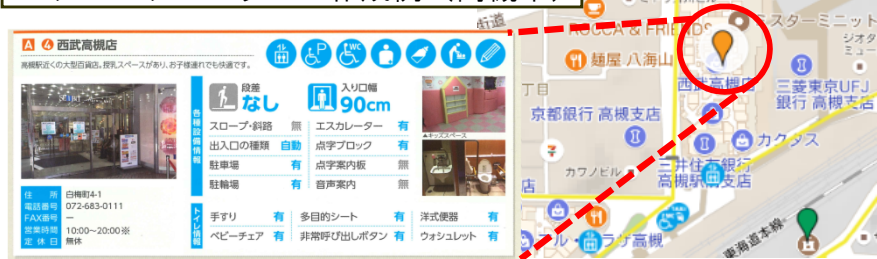 A ④ 西武高槻店
高槻駅近くの大型百貨店。授乳スペースがあり、お子様連れでも快適です。
各種設備情報
段差
なし
入り口幅
90cm
スロープ・斜路 無 エスカレーター 有
出入口の種類 自動 点字ブロック 有
駐車場 有 点字案内板 無
駐輪場 有 音声案内 無
▲キッズスペース
住所 白梅町4-1
電話番号 072-683-0111
FAX番号 ー
営業時間 10:00~20:00※
定休日 無休
トイレ情報
手すり 有 多目的シート 有 洋式便器 有
ベビーチェア 有 非常呼び出しボタン 有 ウォシュレット 有
街道
ROCCA & FRIENDS
スターミニット
ジオタ
ミュー
麺屋 八海山
西武高槻店
三菱東京UFJ
銀行 高槻支店
丁目
京都銀行 高槻支店
カクタス
カワノビル
三井住友銀行
高槻駅前支店
店
ラザ高槻
東海道本線